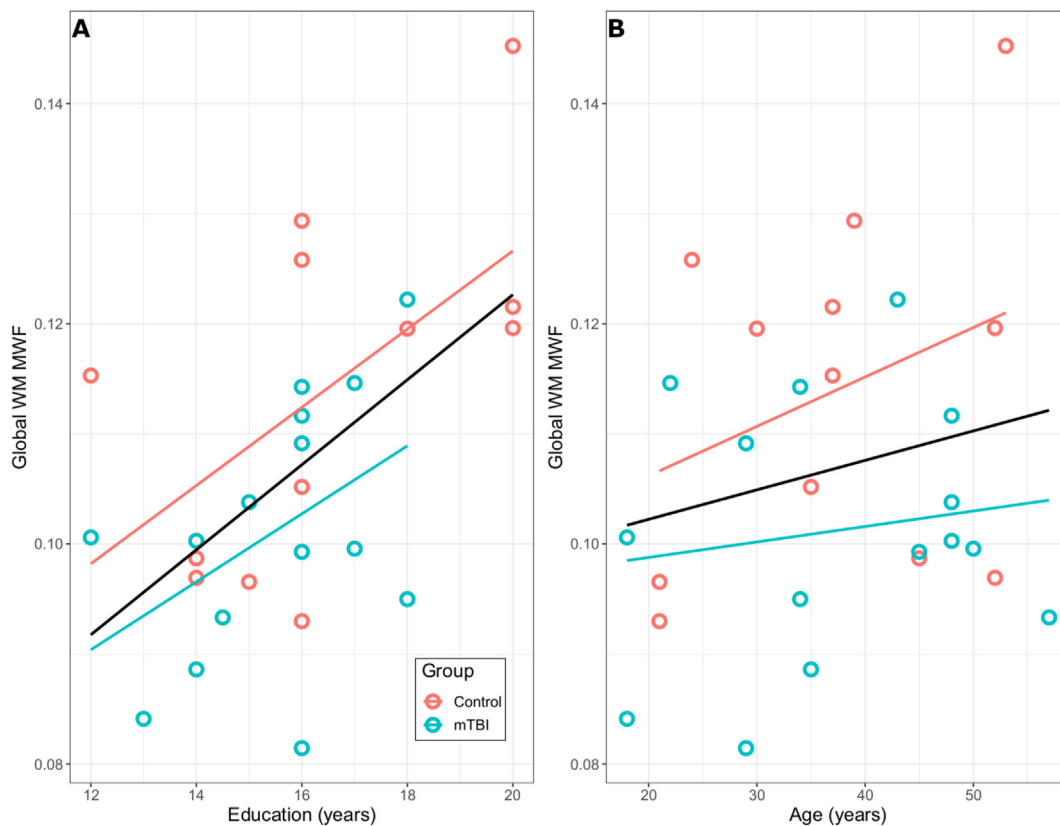 A
B
Global WM MWF
0.14
0.12
0.10
0.08
12 14 16 18 20
Education (years)
Group
Control
mTBI
Global WM MWF
0.14
0.12
0.10
0.08
20 30 40 50
Age (years)